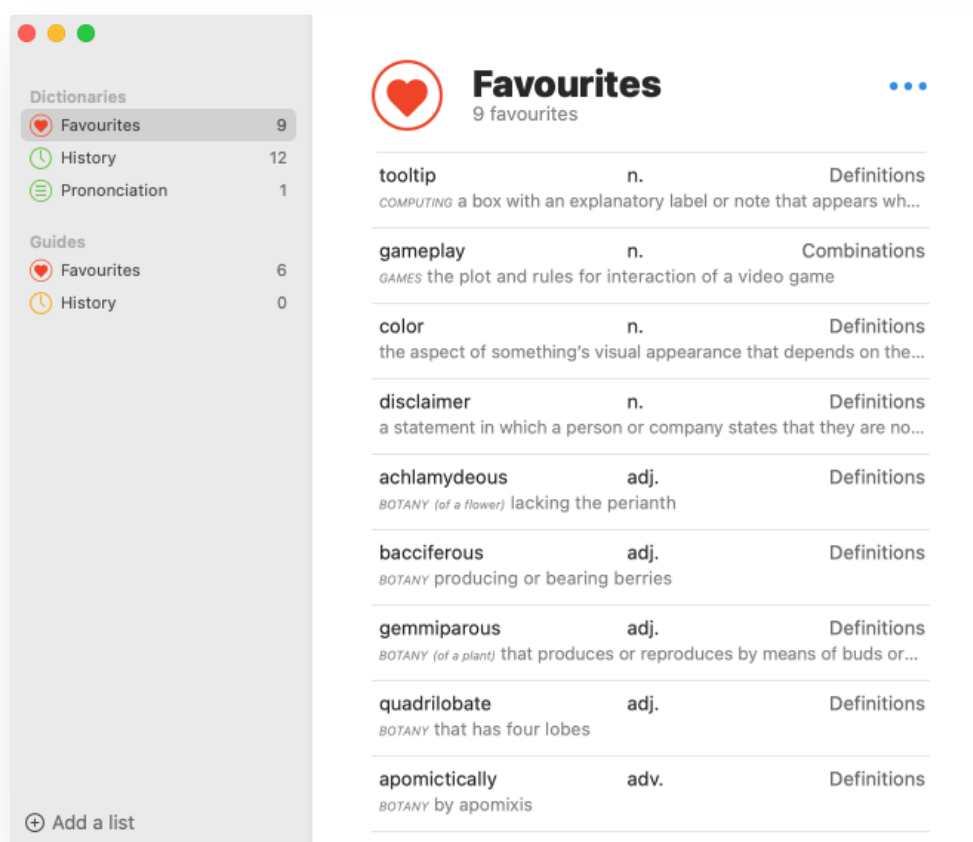 Dictionaries
Favourites 9
History 12
Prononciation 1
Guides
Favourites 6
History 0
Add a list
Favourites
9 favourites
tooltip n. Definitions
COMPUTING a box with an explanatory label or note that appears wh...
gameplay n. Combinations
GAMES the plot and rules for interaction of a video game
color n. Definitions
the aspect of something's visual appearance that depends on the...
disclaimer n. Definitions
a statement in which a person or company states that they are no...
achlamydeous adj. Definitions
BOTANY (of a flower) lacking the perianth
bacciferous adj. Definitions
BOTANY producing or bearing berries
gemmiparous adj. Definitions
BOTANY (of a plant) that produces or reproduces by means of buds or...
quadrilobate adj. Definitions
BOTANY that has four lobes
apomictically adv. Definitions
BOTANY by apomixis